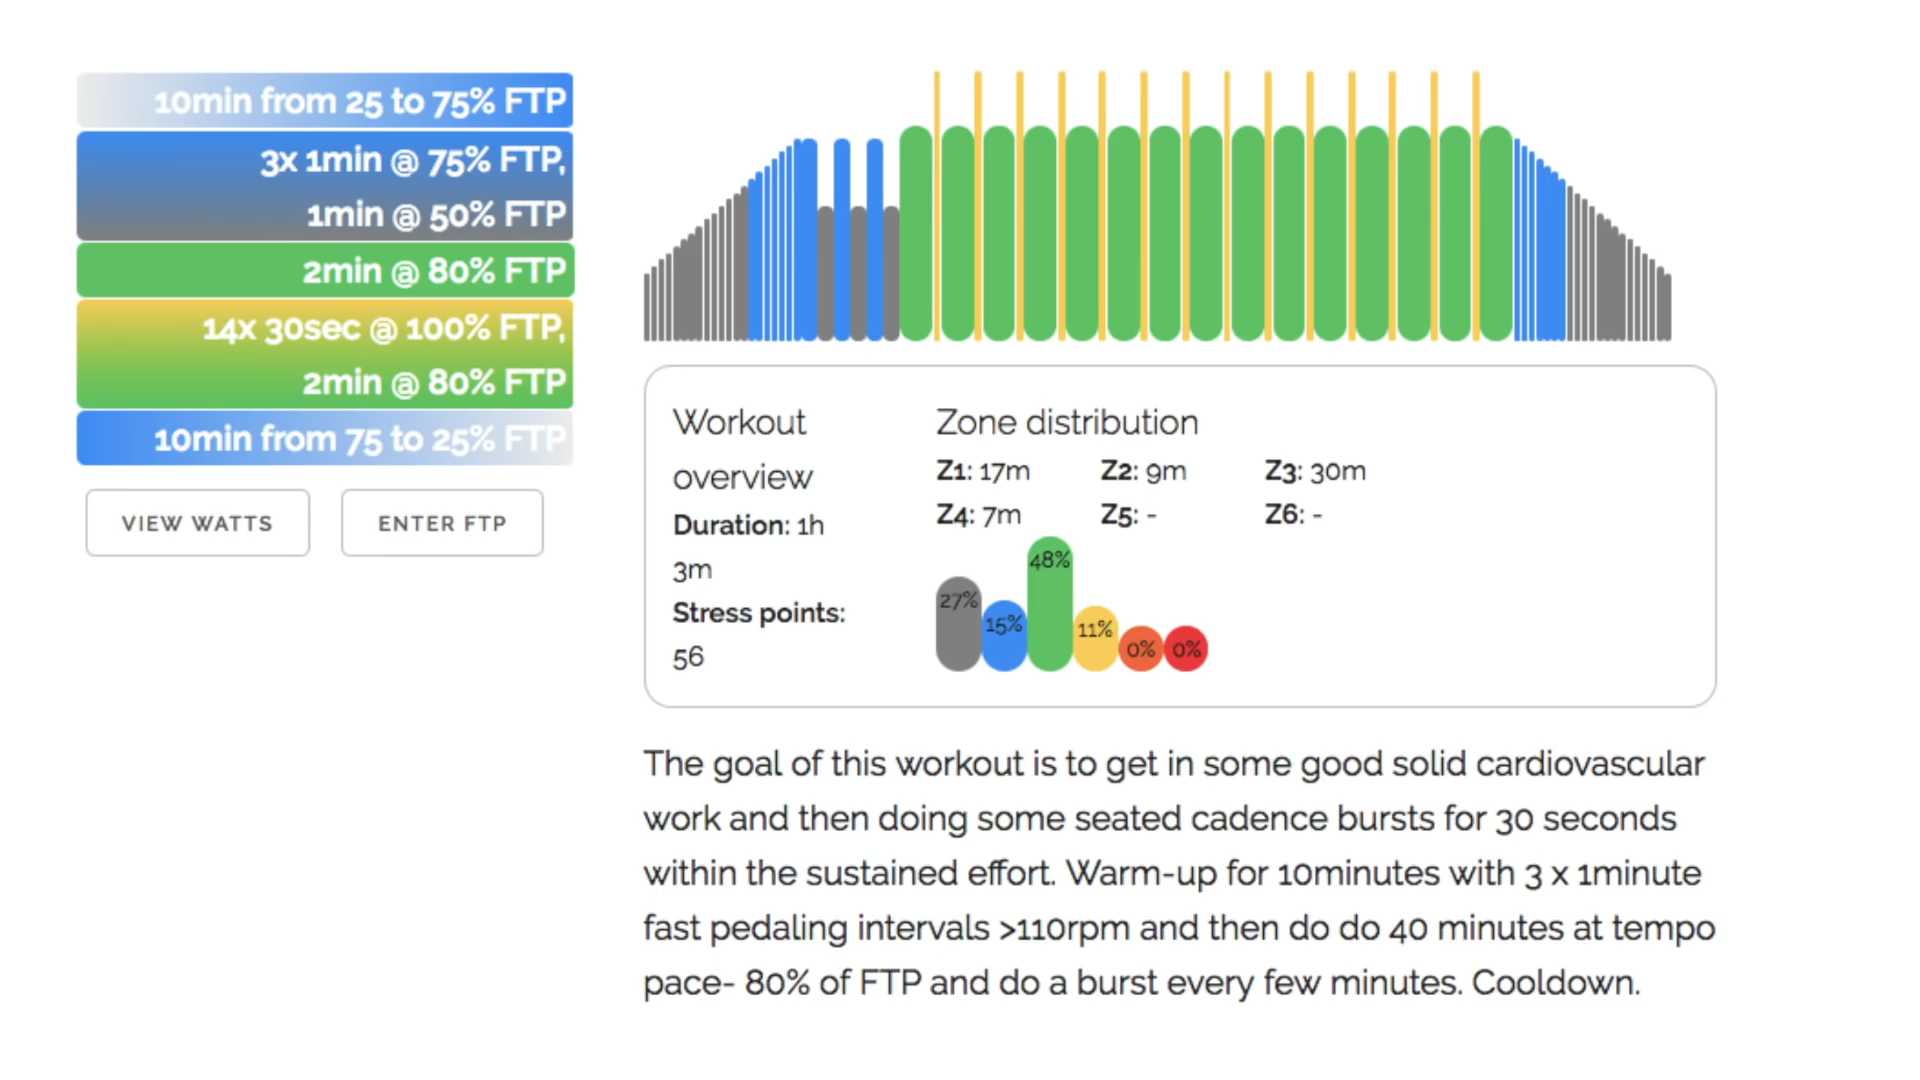 10min from 25 to 75% FTP
3x 1min @ 75% FTP,
1min @ 50% FTP
2min @ 80% FTP
14x 30sec @ 100% FTP,
2min @ 80% FTP
10min from 75 to 25% FTP
VIEW WATTS
ENTER FTP
Workout
overview
Duration: 1h
3m
Stress points:
56
Zone distribution
Z1: 17m
Z2: 9m
Z3: 30m
Z4: 7m
Z5: -
Z6: -
27%
15%
48%
11%
0%
0%
The goal of this workout is to get in some good solid cardiovascular
work and then doing some seated cadence bursts for 30 seconds
within the sustained effort. Warm-up for 10minutes with 3 x 1minute
fast pedaling intervals >110rpm and then do do 40 minutes at tempo
pace- 80% of FTP and do a burst every few minutes. Cooldown.